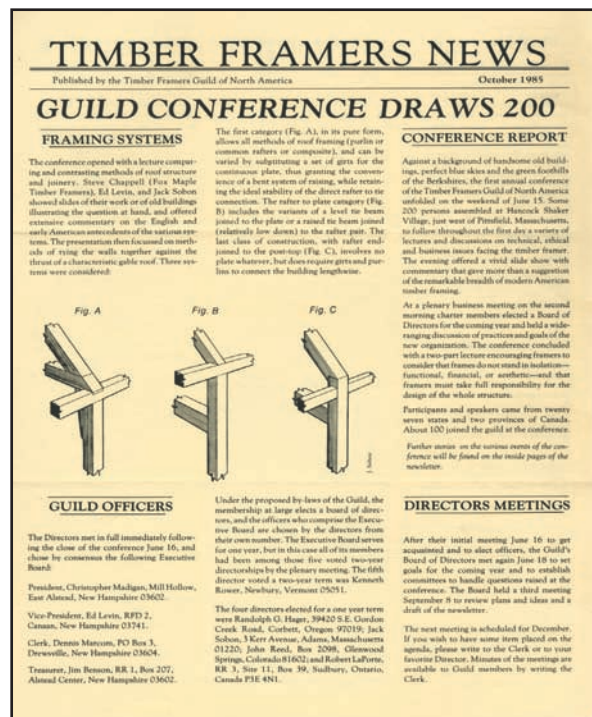 TIMBER FRAMERS NEWS
Published by the Timber Framers Guild of North America
October 1985
GUILD CONFERENCE DRAWS 200
FRAMING SYSTEMS
The conference opened with a lecture compar-
ing and contrasting methods of roof structure
and joinery. Steve Chappell (Fox Maple
Timber Framers), Ed Levin, and Jack Sobon
showed slides of their work or of old buildings
illustrating the question at hand, and offered
extensive commentary on the English and
early American antecedents of the various sys-
tems. The presentation then focussed on meth-
ods of tying the walls together against the
thrust of a characteristic gable roof. Three sys-
tems were considered:
The first category (Fig. A), in its pure form,
allows all methods of roof framing (purlin or
common rafters or composite), and can be
varied by substituting a set of girts for the
continuous plate, thus granting the conven-
ience of a bent system of raising, while retain-
ing the ideal stability of the direct rafter to tie
connection. The rafter to plate category (Fig.
B) includes the variants of a level tie beam
joined to the plate or a raised tie beam joined
(relatively low down) to the rafter pair. The
last class of construction, with rafter end-
joined to the post-top (Fig. C), involves no
plate whatever, but does require girts and pur-
lins to connect the building lengthwise.
CONFERENCE REPORT
Against a background of handsome old build-
ings, perfect blue skies and the green foothills
of the Berkshires, the first annual conference
of the Timber Framers Guild of North America
unfolded on the weekend of June 15. Some
200 persons assembled at Hancock Shaker
Village, just west of Pittsfield, Massachusetts,
to follow throughout the first day a variety of
lectures and discussions on technical, ethical
and business issues facing the timber framer.
The evening offered a vivid slide show with
commentary that gave more than a suggestion
of the remarkable breadth of modern American
timber framing.
At a plenary business meeting on the second
morning charter members elected a Board of
Directors for the coming year and held a wide-
ranging discussion of practices and goals of the
new organization. The conference concluded
with a two-part lecture encouraging framers to
consider that frames do not stand in isolation—
functional, financial, or aesthetic—and that
framers must take full responsibility for the
design of the whole structure.
Participants and speakers came from twenty
seven states and two provinces of Canada.
About 100 joined the guild at the conference.
Further stories on the various events of the con-
ference will be found on the inside pages of the
newsletter.
Fig. A
Fig. B
Fig. C
J. Sobon
GUILD OFFICERS
The Directors met in full immediately follow-
ing the close of the conference June 16, and
chose by consensus the following Executive
Board:
President, Christopher Madigan, Mill Hollow,
East Alstead, New Hampshire 03602.
Vice-President, Ed Levin, RFD 2,
Canaan, New Hampshire 03741.
Clerk, Dennis Marcom, PO Box 3,
Drewsville, New Hampshire 03604.
Treasurer, Jim Benson, RR 1, Box 207,
Alstead Center, New Hampshire 03602.
Under the proposed by-laws of the Guild, the
membership at large elects a board of direc-
tors, and the officers who comprise the Execu-
tive Board are chosen by the directors from
their own number. The Executive Board serves
for one year, but in this case all of its members
had been among those five voted two-year
directorships by the plenary meeting. The fifth
director voted a two-year term was Kenneth
Rower, Newbury, Vermont 05051.
The four directors elected for a one year term
were Randolph G. Hager, 39420 S.E. Gordon
Creek Road, Corbett, Oregon 97019; Jack
Sobon, 3 Kerr Avenue, Adams, Massachusetts
01220; John Reed, Box 2098, Glenwood
Springs, Colorado 81602; and Robert LaPorte,
RR 3, Site 11, Box 39, Sudbury, Ontario,
Canada P3E 4N1.
DIRECTORS MEETINGS
After their initial meeting June 16 to get
acquainted and to elect officers, the Guild's
Board of Directors met again June 18 to set
goals for the coming year and to establish
committees to handle questions raised at the
conference. The Board held a third meeting
September 8 to review plans and ideas and a
draft of the newsletter.
The next meeting is scheduled for December.
If you wish to have some item placed on the
agenda, please write to the Clerk or to your
favorite Director. Minutes of the meetings are
available to Guild members by writing the
Clerk.